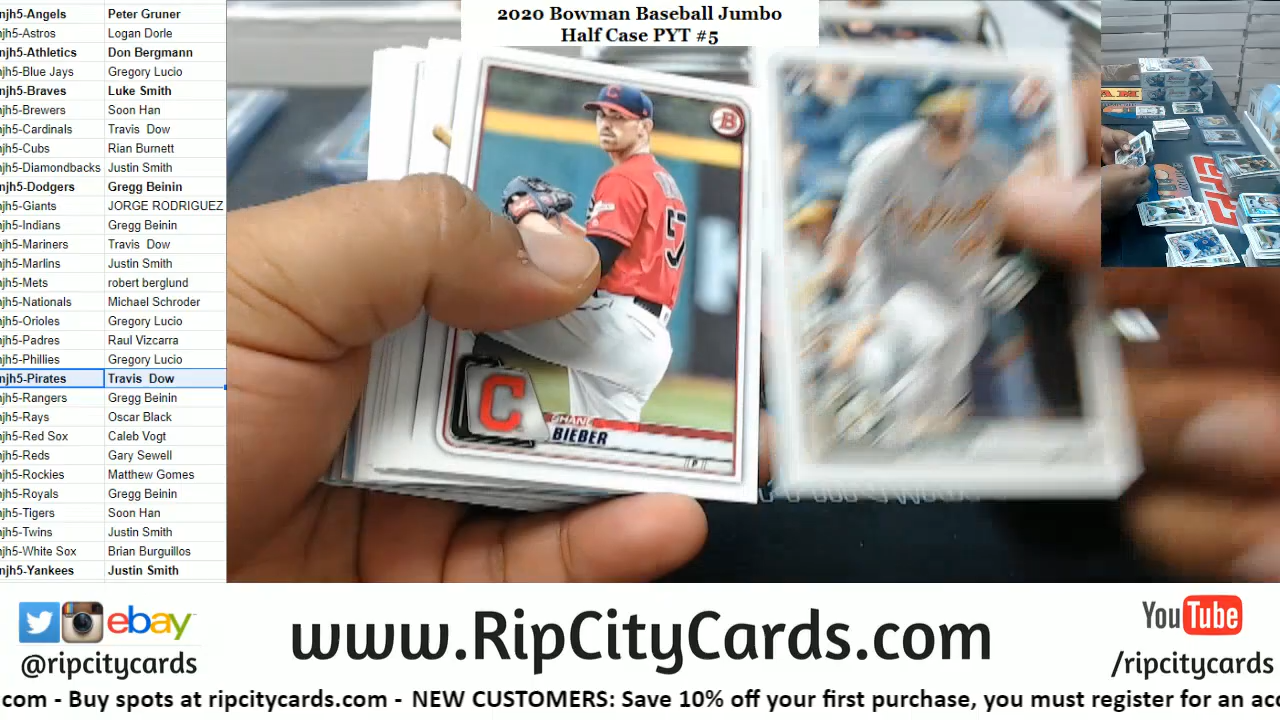 2020 Bowman Baseball Jumbo
Half Case PYT #5
njh5-Angels Peter Gruner
njh5-Astros Logan Dorle
njh5-Athletics Don Bergmann
njh5-Blue Jays Gregory Lucio
njh5-Braves Luke Smith
njh5-Brewers Soon Han
njh5-Cardinals Travis Dow
njh5-Cubs Rian Burnett
njh5-Diamondbacks Justin Smith
njh5-Dodgers Gregg Beinin
njh5-Giants JORGE RODRIGUEZ
njh5-Indians Gregg Beinin
njh5-Mariners Travis Dow
njh5-Marlins Justin Smith
njh5-Mets robert berglund
njh5-Nationals Michael Schroder
njh5-Orioles Gregory Lucio
njh5-Padres Raul Vizcarra
njh5-Phillies Gregory Lucio
njh5-Pirates Travis Dow
njh5-Rangers Gregg Beinin
njh5-Rays Oscar Black
njh5-Red Sox Caleb Vogt
njh5-Reds Gary Sewell
njh5-Rockies Matthew Gomes
njh5-Royals Gregg Beinin
njh5-Tigers Soon Han
njh5-Twins Justin Smith
njh5-White Sox Brian Burguillos
njh5-Yankees Justin Smith
B
C
57
C
SHANE
BIEBER
P
ebay
@ripcitycards
www.RipCityCards.com
YouTube
/ripcitycards
com - Buy spots at ripcitycards.com - NEW CUSTOMERS: Save 10% off your first purchase, you must register for an acc